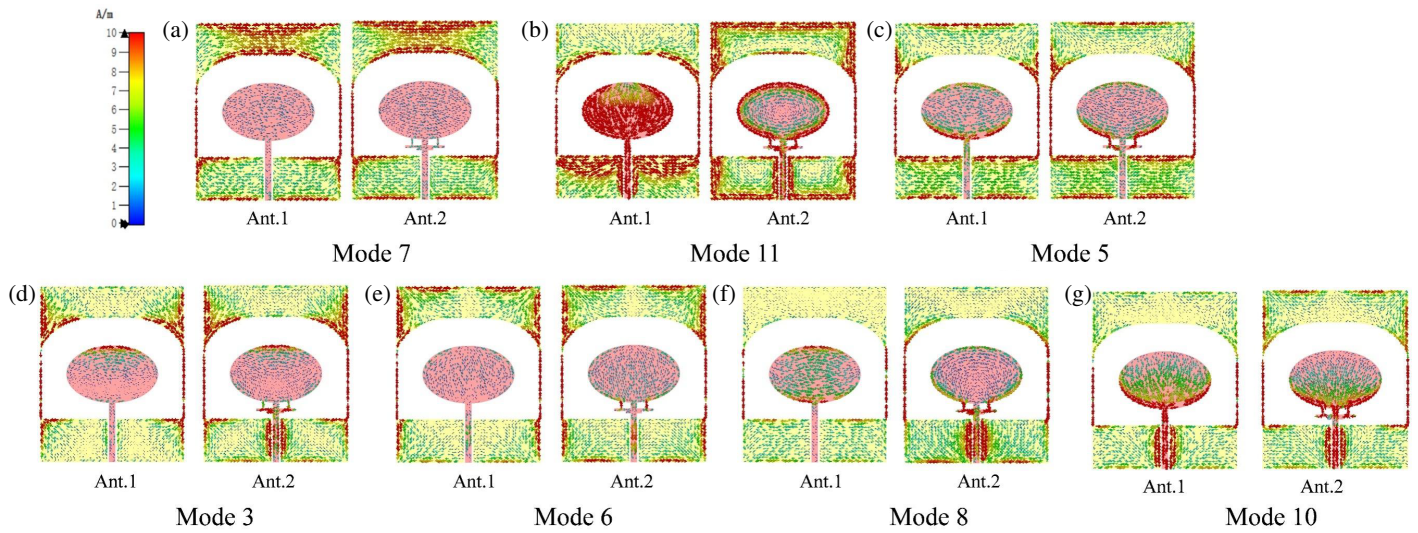 A/m
10
9
8
7
6
5
4
3
2
1
0
(a)
Ant.1 Ant.2
Mode 7
(b)
Ant.1 Ant.2
Mode 11
(c)
Ant.1 Ant.2
Mode 5
(d)
Ant.1 Ant.2
Mode 3
(e)
Ant.1 Ant.2
Mode 6
(f)
Ant.1 Ant.2
Mode 8
(g)
Ant.1 Ant.2
Mode 10